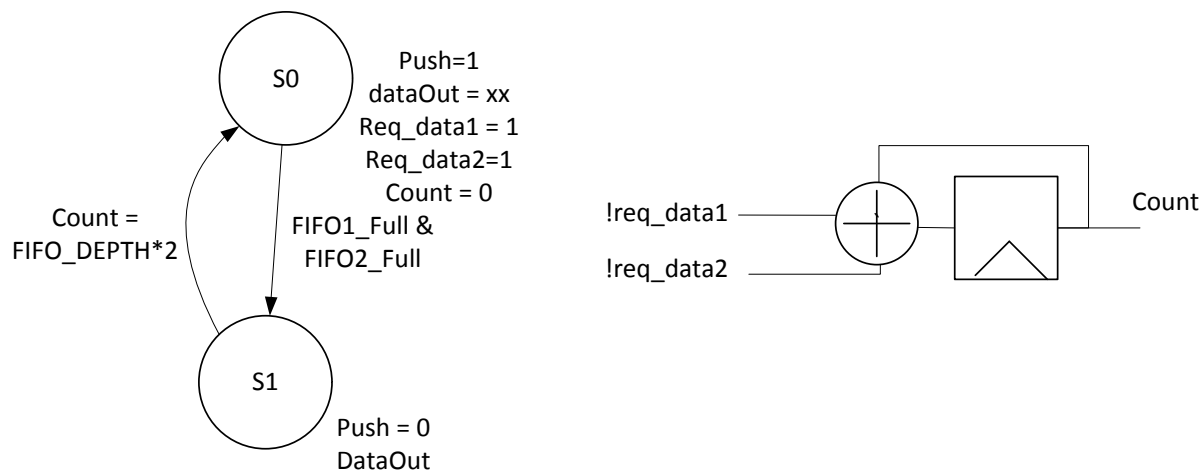 S0
Push=1
dataOut = xx
Req_data1 = 1
Req_data2=1
Count = 0
Count =
FIFO_DEPTH*2
FIFO1_Full &
FIFO2_Full
S1
Push = 0
DataOut
!req_data1
!req_data2
Count